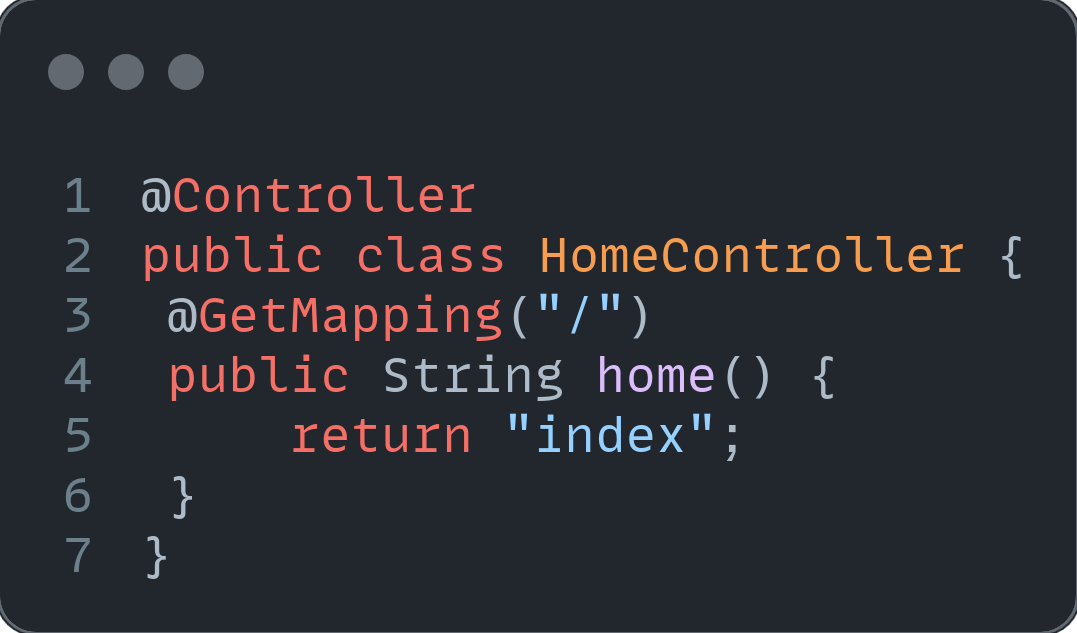 1 @Controller
2 public class HomeController {
3  @GetMapping("/")
4  public String home() {
5      return "index";
6  }
7 }